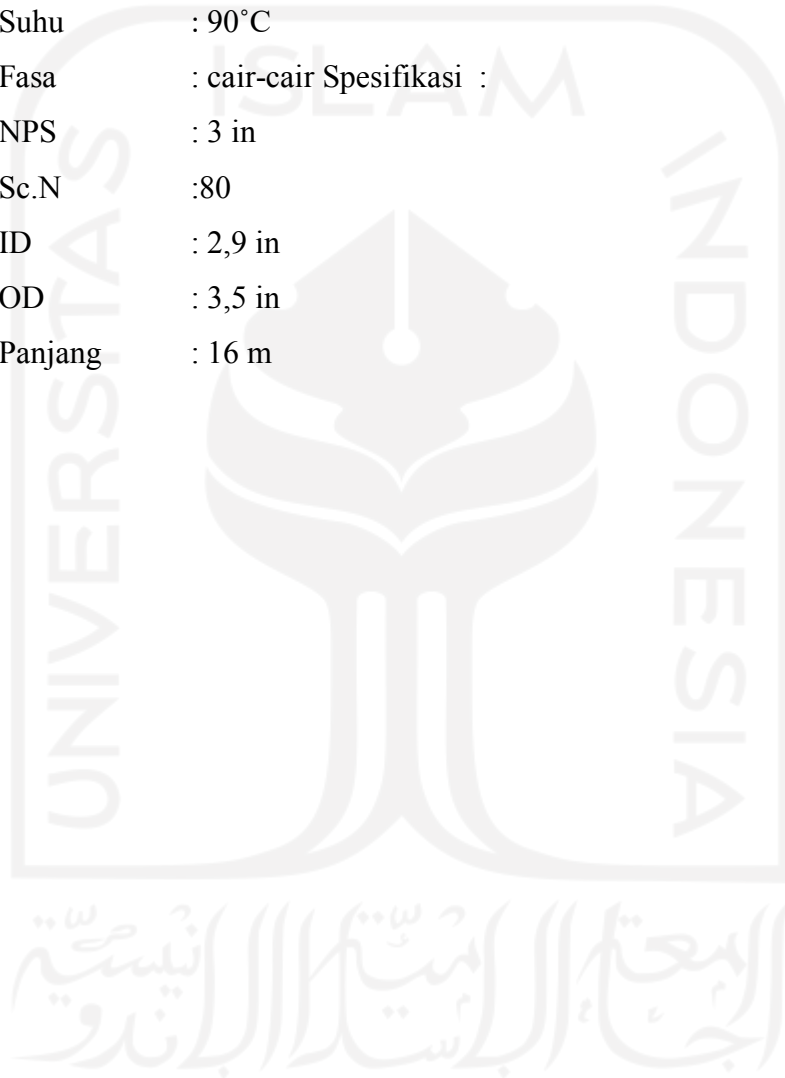 Suhu : 90˚C
Fasa : cair-cair Spesifikasi :
NPS : 3 in
Sc.N :80
ID : 2,9 in
OD : 3,5 in
Panjang : 16 m
UNIVERSITAS
ISLAM
INDONESIA